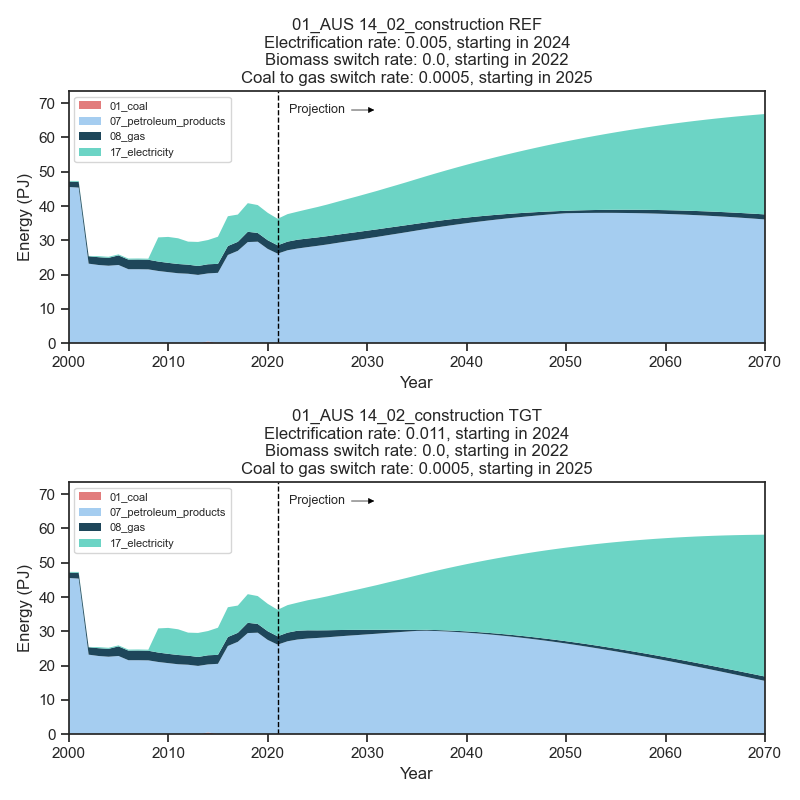 01_AUS 14_02_construction REF
Electrification rate: 0.005, starting in 2024
Biomass switch rate: 0.0, starting in 2022
Coal to gas switch rate: 0.0005, starting in 2025
Energy (PJ)
70
60
50
40
30
20
10
0
01_coal
07_petroleum_products
08_gas
17_electricity
Projection
2000 2010 2020 2030 2040 2050 2060 2070
Year
01_AUS 14_02_construction TGT
Electrification rate: 0.011, starting in 2024
Biomass switch rate: 0.0, starting in 2022
Coal to gas switch rate: 0.0005, starting in 2025
Energy (PJ)
70
60
50
40
30
20
10
0
01_coal
07_petroleum_products
08_gas
17_electricity
Projection
2000 2010 2020 2030 2040 2050 2060 2070
Year